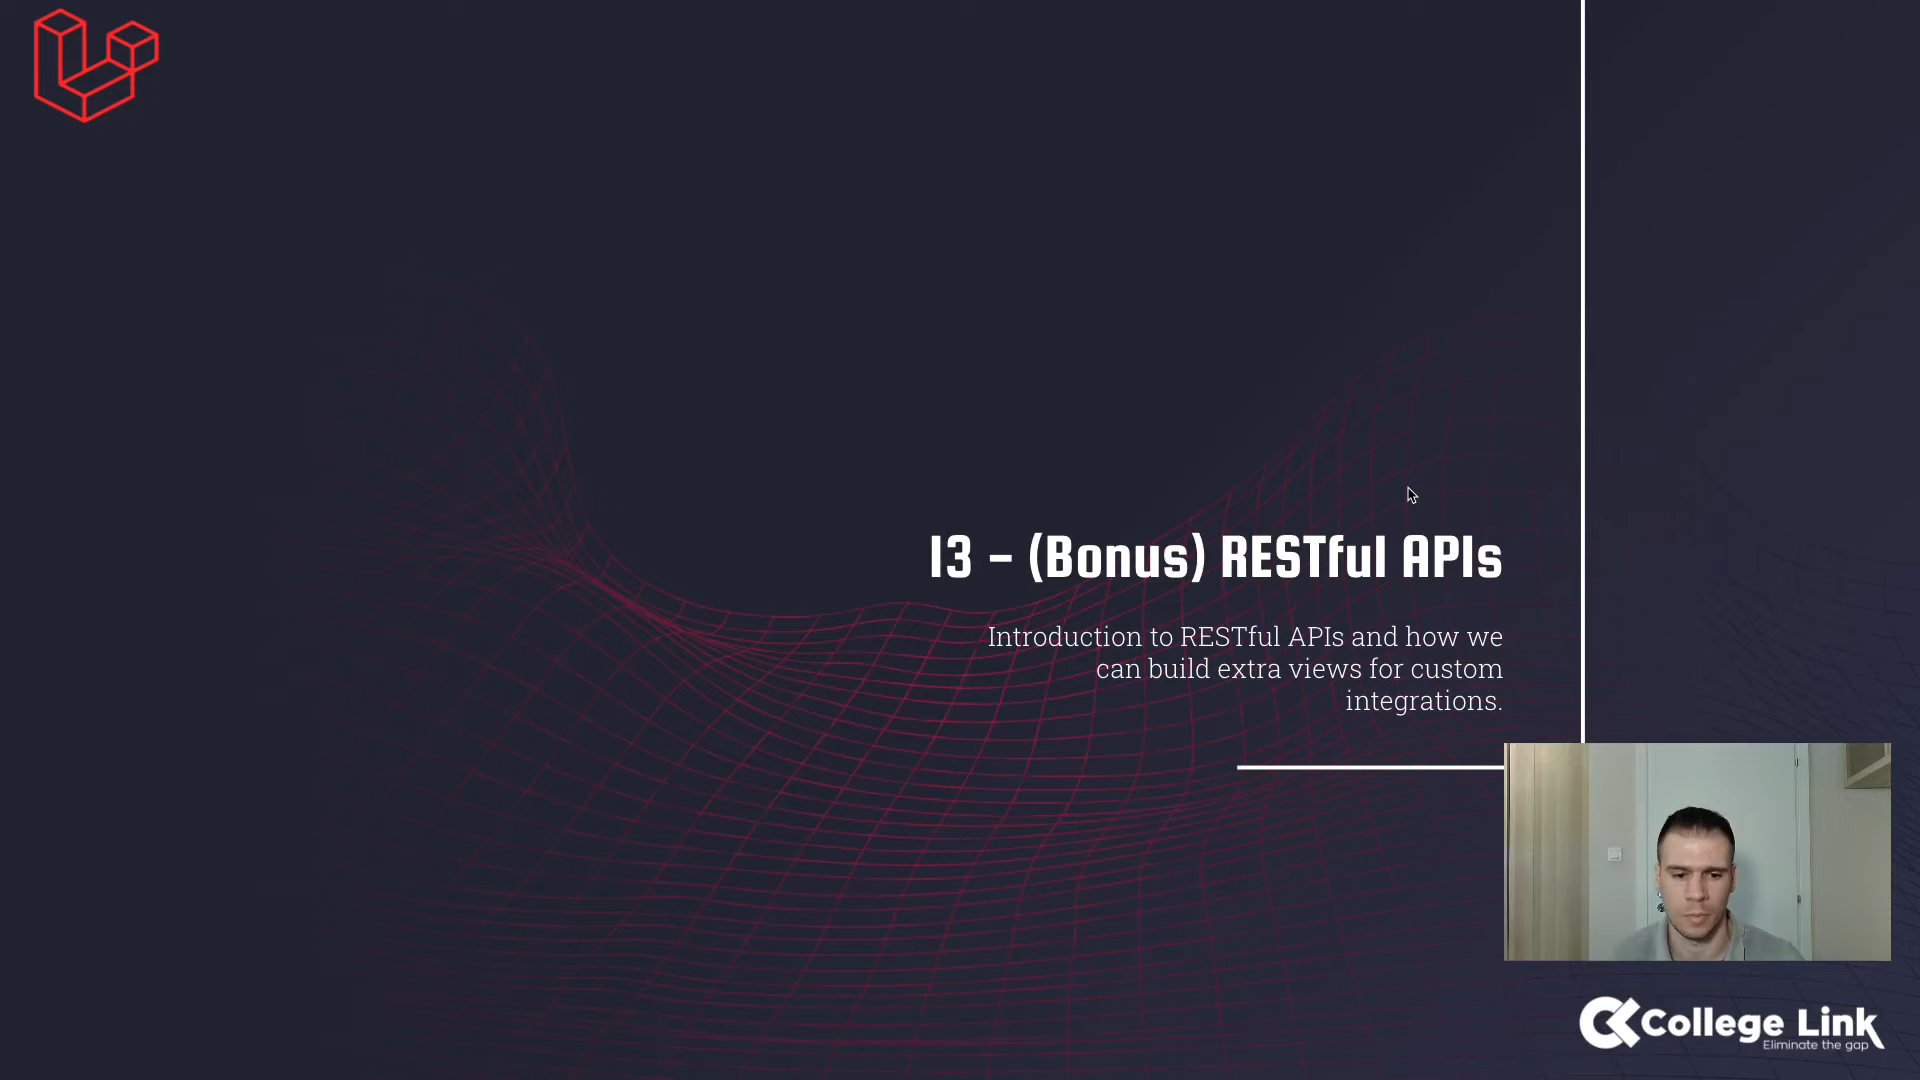 13 - (Bonus) RESTful APIs
Introduction to RESTful APIs and how we
can build extra views for custom
integrations.
College Link
Eliminate the gap